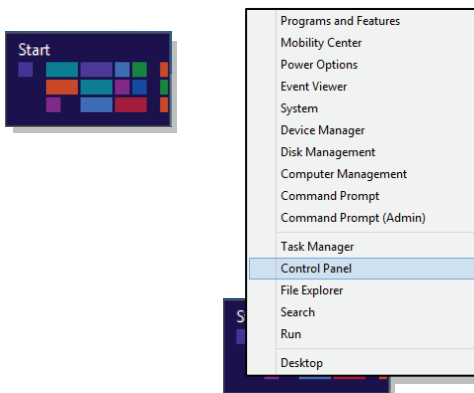 Start
Programs and Features
Mobility Center
Power Options
Event Viewer
System
Device Manager
Disk Management
Computer Management
Command Prompt
Command Prompt (Admin)
Task Manager
Control Panel
File Explorer
Search
Run
Desktop